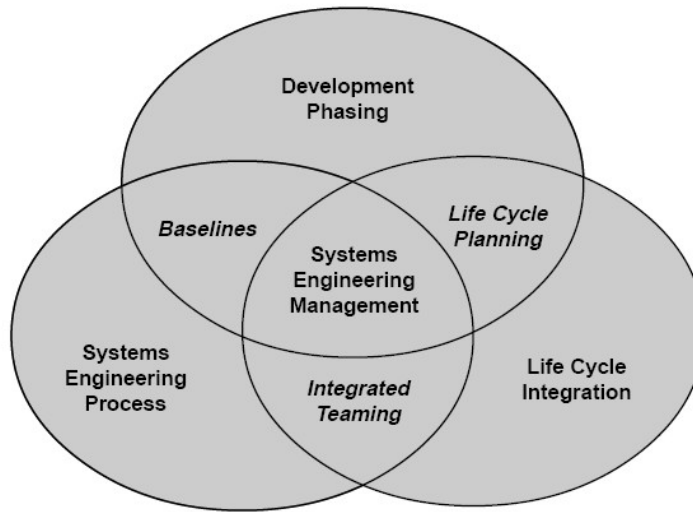 Development
Phasing
Baselines
Life Cycle
Planning
Systems
Engineering
Management
Systems
Engineering
Process
Integrated
Teaming
Life Cycle
Integration